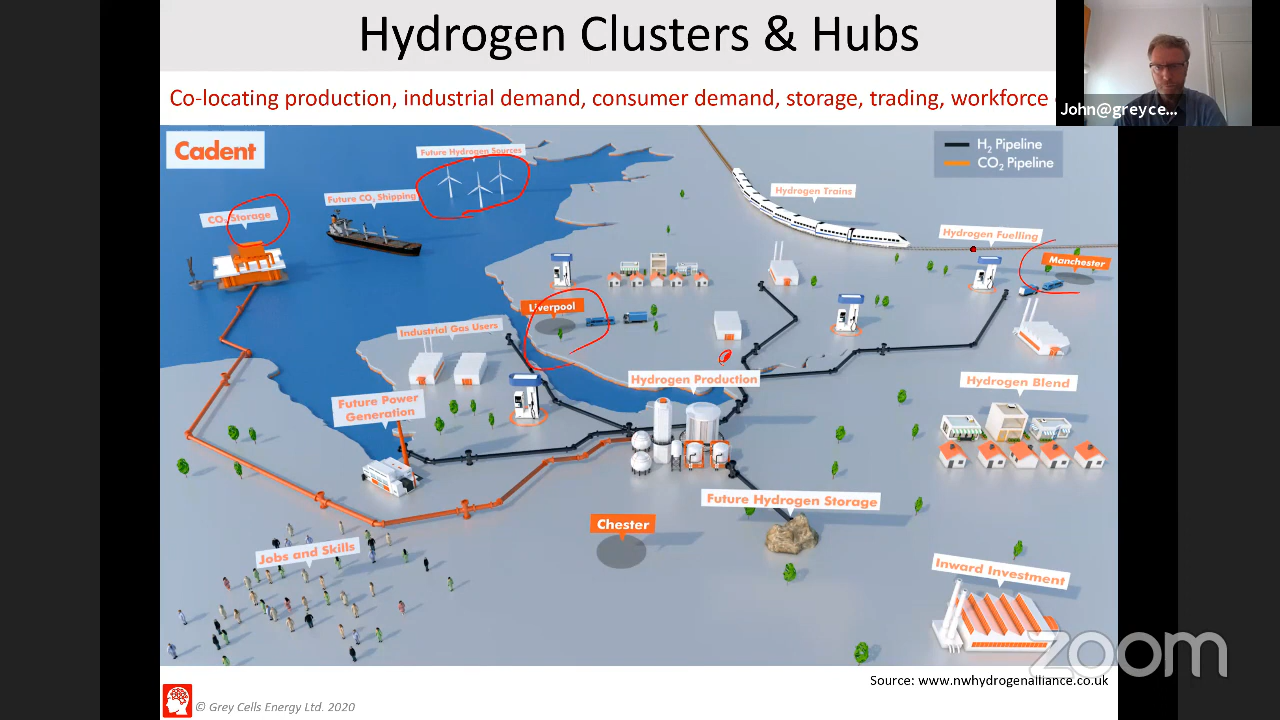 Hydrogen Clusters & Hubs
Co-locating production, industrial demand, consumer demand, storage, trading, workforce
John@greyce...
Cadent
Future Hydrogen Sources
H₂ Pipeline
CO₂ Pipeline
CO₂ Storage
Future CO₂ Shipping
Hydrogen Trains
Hydrogen Fuelling
Manchester
Liverpool
Industrial Gas Users
Hydrogen Production
Hydrogen Blend
Future Power
Generation
Future Hydrogen Storage
Chester
Jobs and Skills
Inward Investment
zoom
Source: www.nwhydrogenalliance.co.uk
© Grey Cells Energy Ltd. 2020